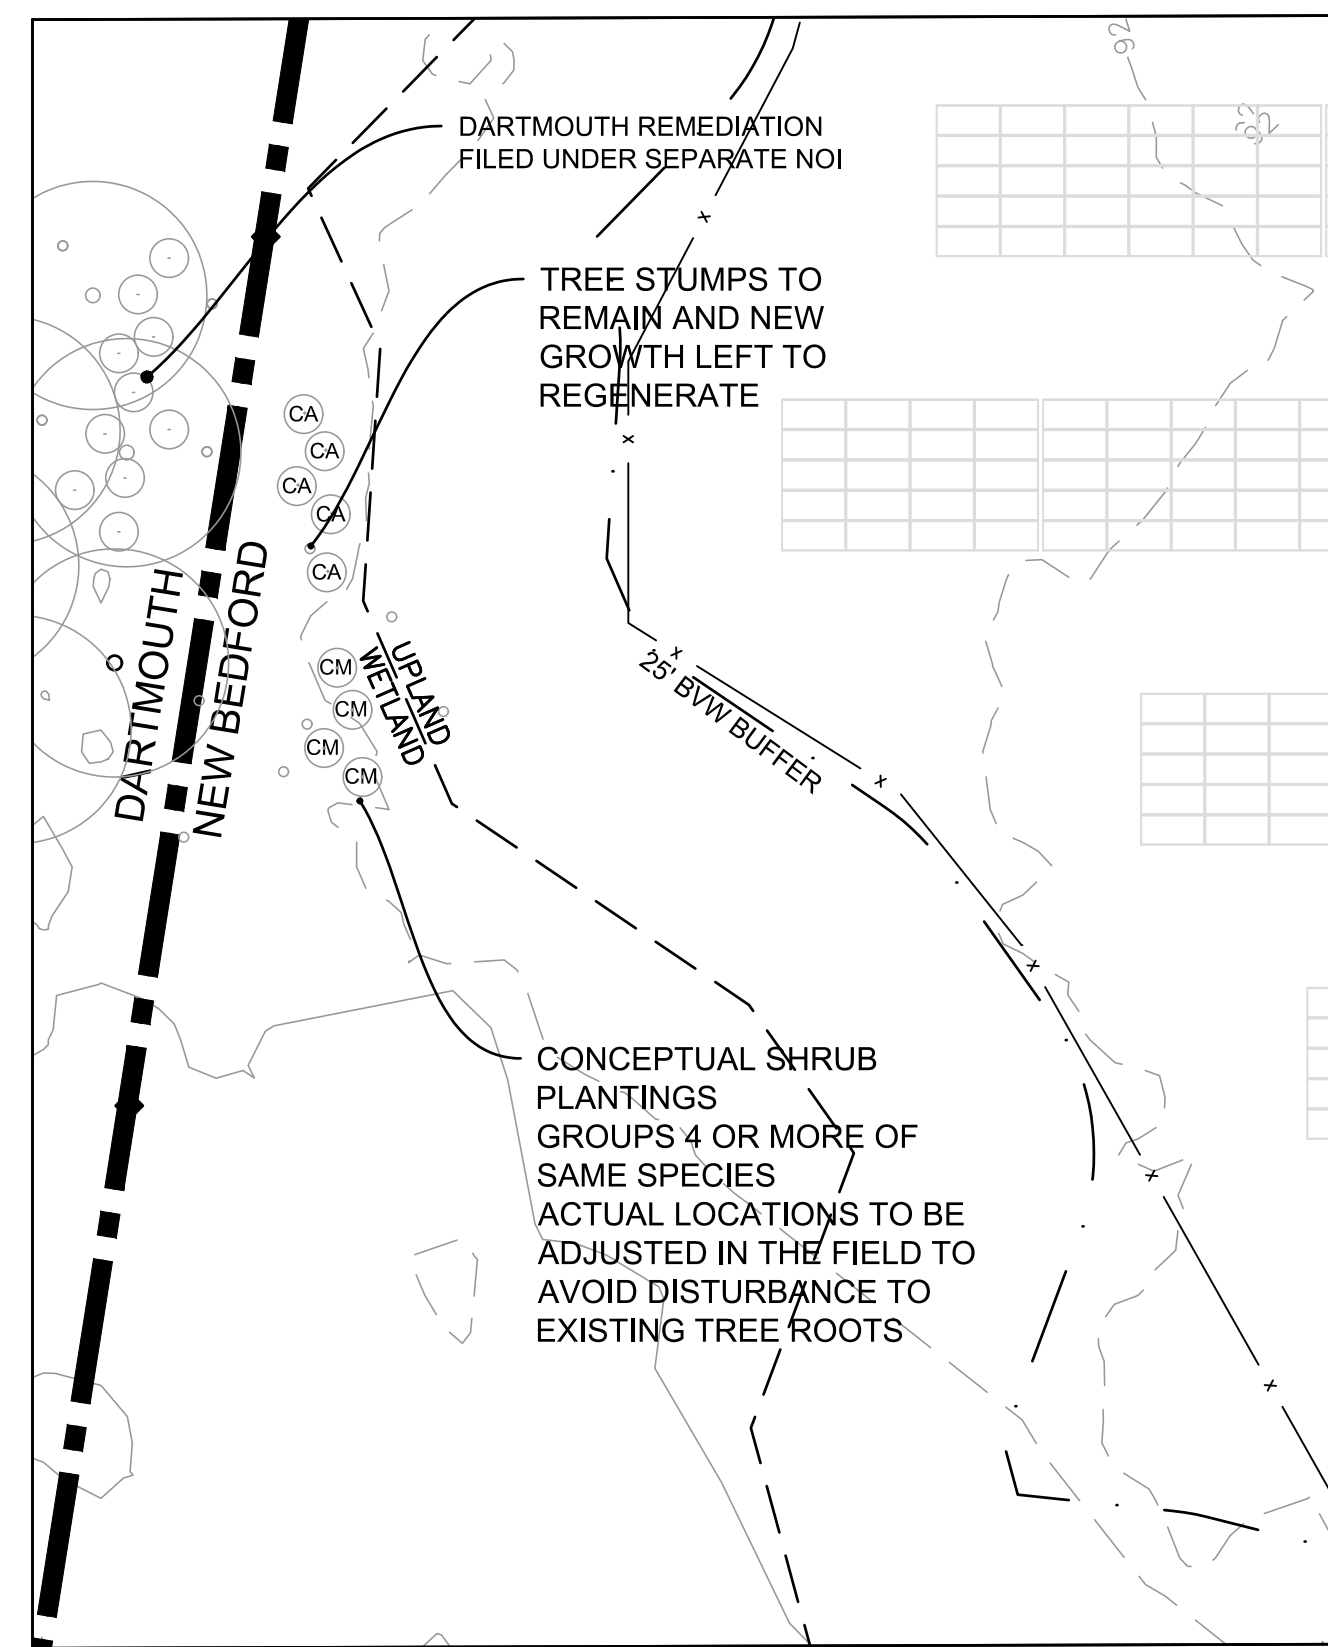 92
92
92
DARTMOUTH REMEDIATION
FILED UNDER SEPARATE NOI
TREE STUMPS TO
REMAIN AND NEW
GROWTH LEFT TO
REGENERATE
CA
CA
CA
CA
CA
DARTMOUTH
NEW BEDFORD
CM
CM
CM
CM
UPLAND
WETLAND
25' BVW BUFFER
CONCEPTUAL SHRUB
PLANTINGS
GROUPS 4 OR MORE OF
SAME SPECIES
ACTUAL LOCATIONS TO BE
ADJUSTED IN THE FIELD TO
AVOID DISTURBANCE TO
EXISTING TREE ROOTS